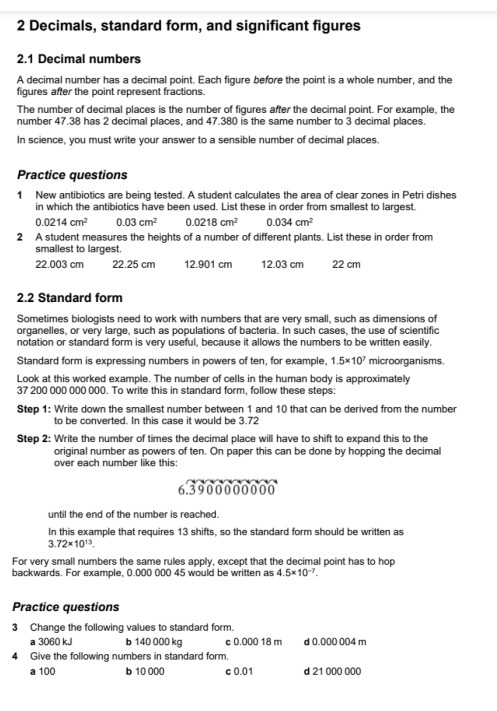 2 Decimals, standard form, and significant figures
2.1 Decimal numbers
A decimal number has a decimal point. Each figure before the point is a whole number, and the
figures after the point represent fractions.
The number of decimal places is the number of figures after the decimal point. For example, the
number 47.38 has 2 decimal places, and 47.380 is the same number to 3 decimal places.
In science, you must write your answer to a sensible number of decimal places.
Practice questions
1 New antibiotics are being tested. A student calculates the area of clear zones in Petri dishes
in which the antibiotics have been used. List these in order from smallest to largest.
0.0214 cm² 0.03 cm² 0.0218 cm² 0.034 cm²
2 A student measures the heights of a number of different plants. List these in order from
smallest to largest.
22.003 cm 22.25 cm 12.901 cm 12.03 cm 22 cm
2.2 Standard form
Sometimes biologists need to work with numbers that are very small, such as dimensions of
organelles, or very large, such as populations of bacteria. In such cases, the use of scientific
notation or standard form is very useful, because it allows the numbers to be written easily.
Standard form is expressing numbers in powers of ten, for example, 1.5×10⁷ microorganisms.
Look at this worked example. The number of cells in the human body is approximately
37 200 000 000 000. To write this in standard form, follow these steps:
Step 1: Write down the smallest number between 1 and 10 that can be derived from the number
to be converted. In this case it would be 3.72
Step 2: Write the number of times the decimal place will have to shift to expand this to the
original number as powers of ten. On paper this can be done by hopping the decimal
over each number like this:
6.3900000000
until the end of the number is reached.
In this example that requires 13 shifts, so the standard form should be written as
3.72×10¹³.
For very small numbers the same rules apply, except that the decimal point has to hop
backwards. For example, 0.000 000 45 would be written as 4.5×10⁻⁷.
Practice questions
3 Change the following values to standard form.
a 3060 kJ b 140 000 kg c 0.000 18 m d 0.000 004 m
4 Give the following numbers in standard form.
a 100 b 10 000 c 0.01 d 21 000 000